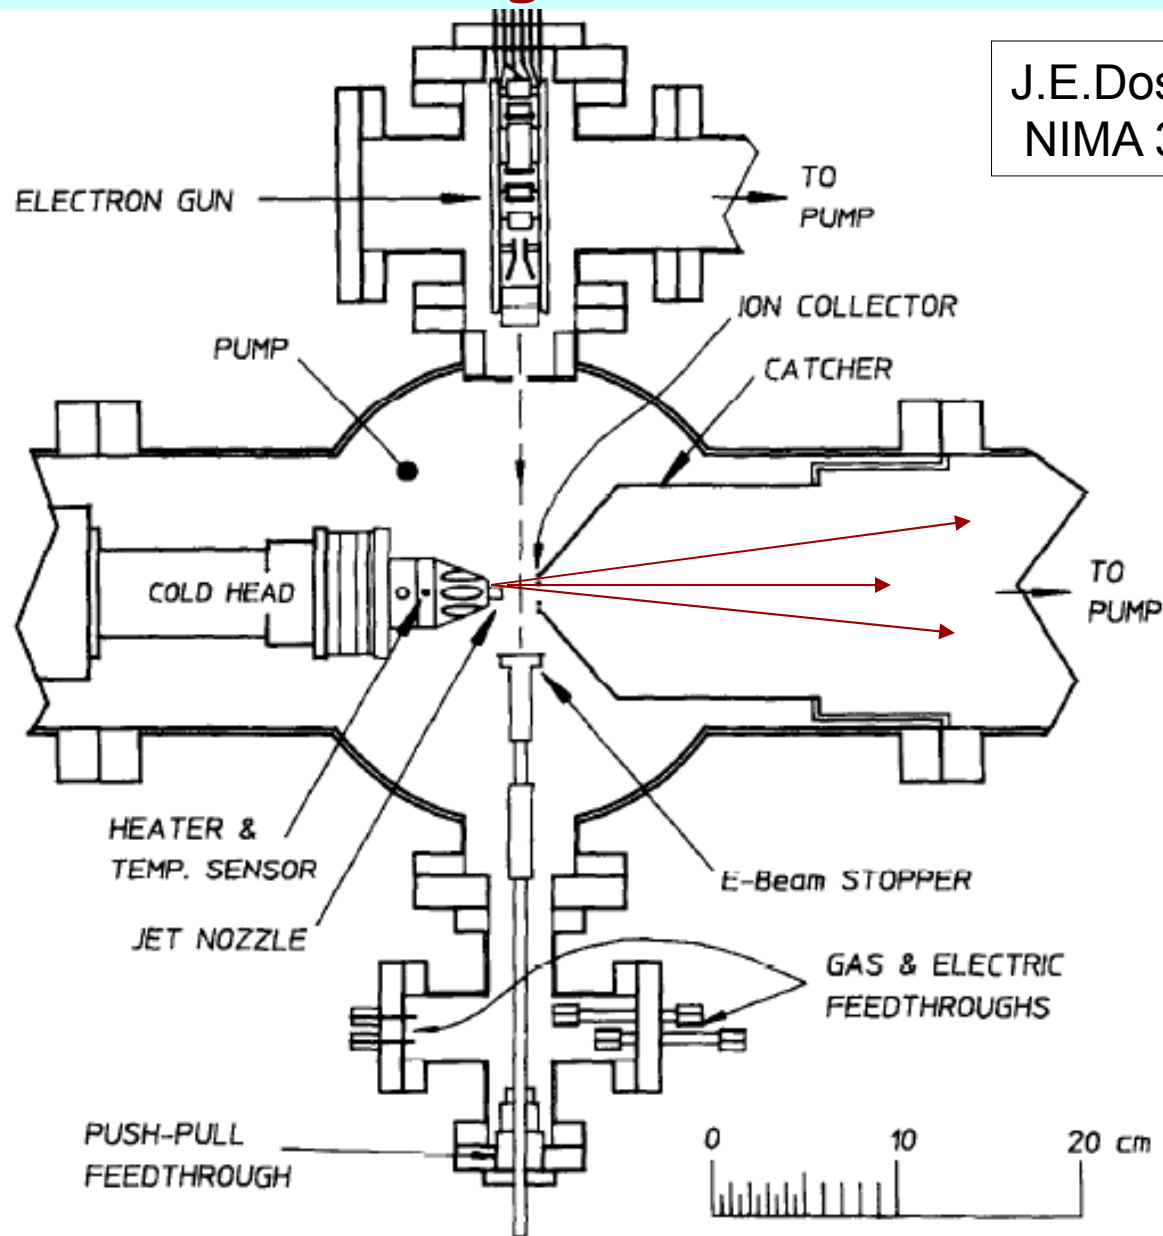 J.E.Dos
NIMA 3
ELECTRON GUN
TO
PUMP
ION COLLECTOR
PUMP
CATCHER
COLD HEAD
TO
PUMP
HEATER &
TEMP. SENSOR
JET NOZZLE
E-Beam STOPPER
GAS & ELECTRIC
FEEDTHROUGHS
PUSH-PULL
FEEDTHROUGH
0 10 20 cm